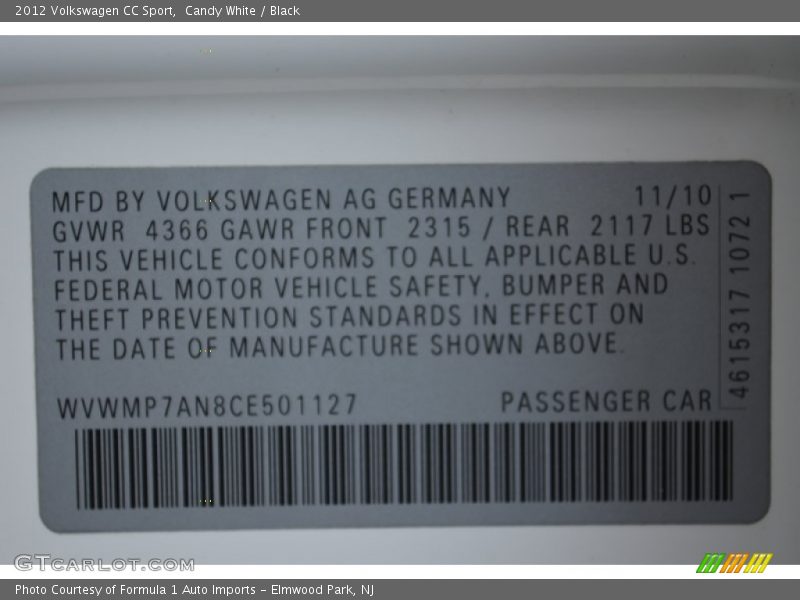 2012 Volkswagen CC Sport, Candy White / Black
MFD BY VOLKSWAGEN AG GERMANY 11/10
GVWR 4366 GAWR FRONT 2315 / REAR 2117 LBS
THIS VEHICLE CONFORMS TO ALL APPLICABLE U.S.
FEDERAL MOTOR VEHICLE SAFETY, BUMPER AND
THEFT PREVENTION STANDARDS IN EFFECT ON
THE DATE OF MANUFACTURE SHOWN ABOVE.
WVWMP7AN8CE501127 PASSENGER CAR
4615317 1072 1
GTCARLOT.COM
Photo Courtesy of Formula 1 Auto Imports - Elmwood Park, NJ